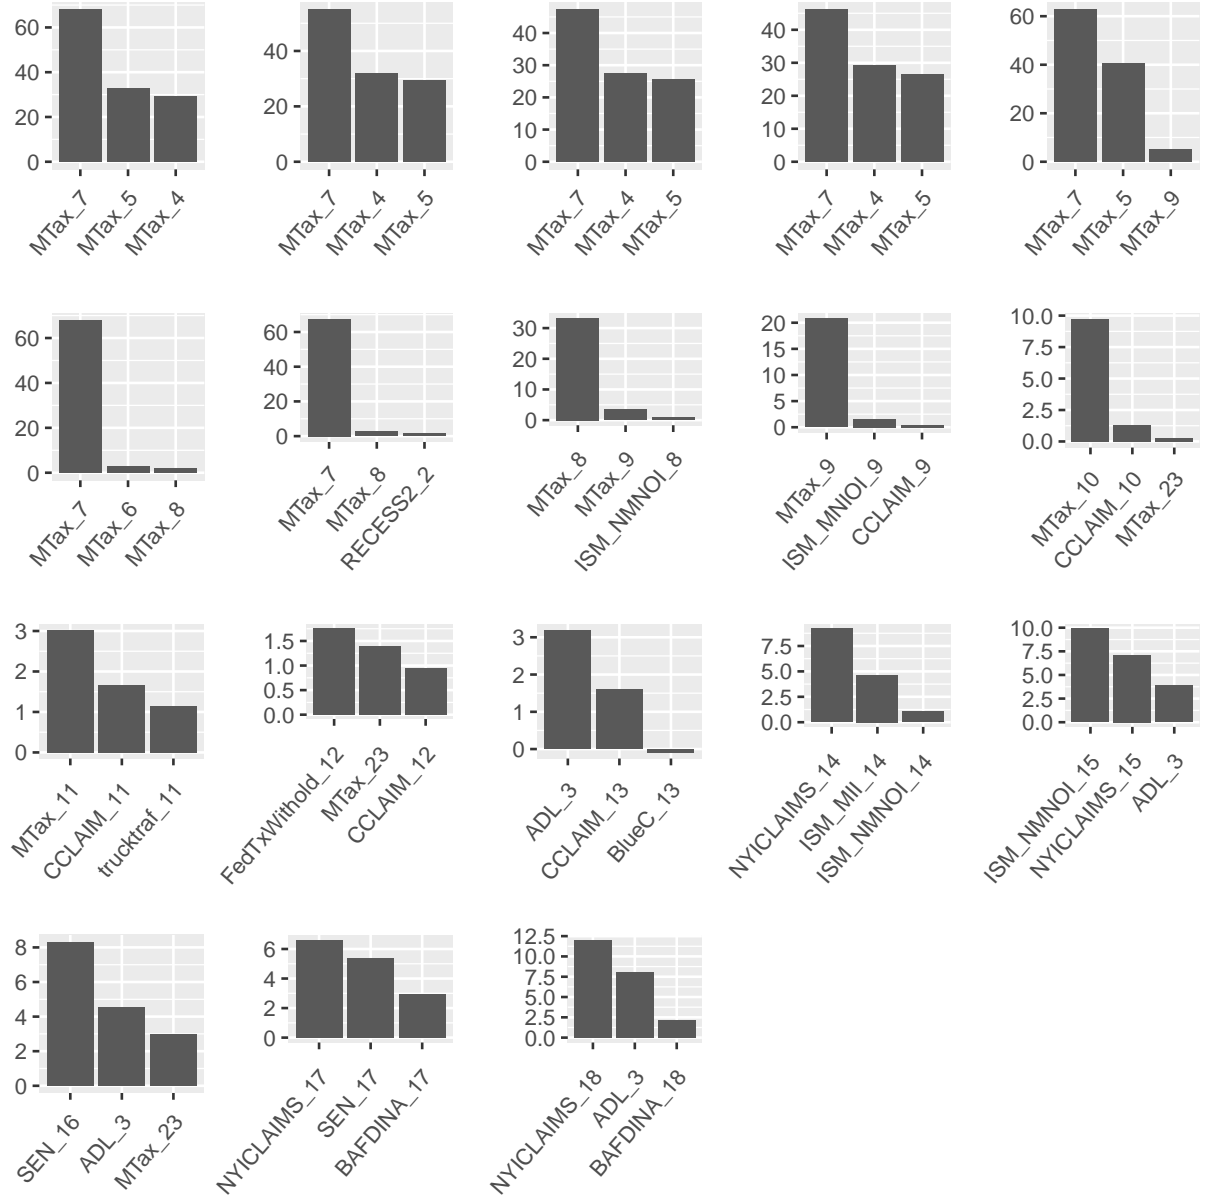 60
40
20
0
MTax_7
MTax_5
MTax_4
40
20
0
MTax_7
MTax_4
MTax_5
40
30
20
10
0
MTax_7
MTax_4
MTax_5
40
30
20
10
0
MTax_7
MTax_4
MTax_5
60
40
20
0
MTax_7
MTax_5
MTax_9
60
40
20
0
MTax_7
MTax_6
MTax_8
60
40
20
0
MTax_7
MTax_8
RECESS2_2
30
20
10
0
MTax_8
MTax_9
ISM_NMNOI_8
20
15
10
5
0
MTax_9
ISM_MNIOI_9
CCLAIM_9
10.0
7.5
5.0
2.5
0.0
MTax_10
CCLAIM_10
MTax_23
3
2
1
0
MTax_11
CCLAIM_11
trucktraf_11
1.5
1.0
0.5
0.0
FedTxWithold_12
MTax_23
CCLAIM_12
3
2
1
0
ADL_3
CCLAIM_13
BlueC_13
7.5
5.0
2.5
0.0
NYICLAIMS_14
ISM_MII_14
ISM_NMNOI_14
10.0
7.5
5.0
2.5
0.0
ISM_NMNOI_15
NYICLAIMS_15
ADL_3
8
6
4
2
0
SEN_16
ADL_3
MTax_23
6
4
2
0
NYICLAIMS_17
SEN_17
BAFDINA_17
12.5
10.0
7.5
5.0
2.5
0.0
NYICLAIMS_18
ADL_3
BAFDINA_18